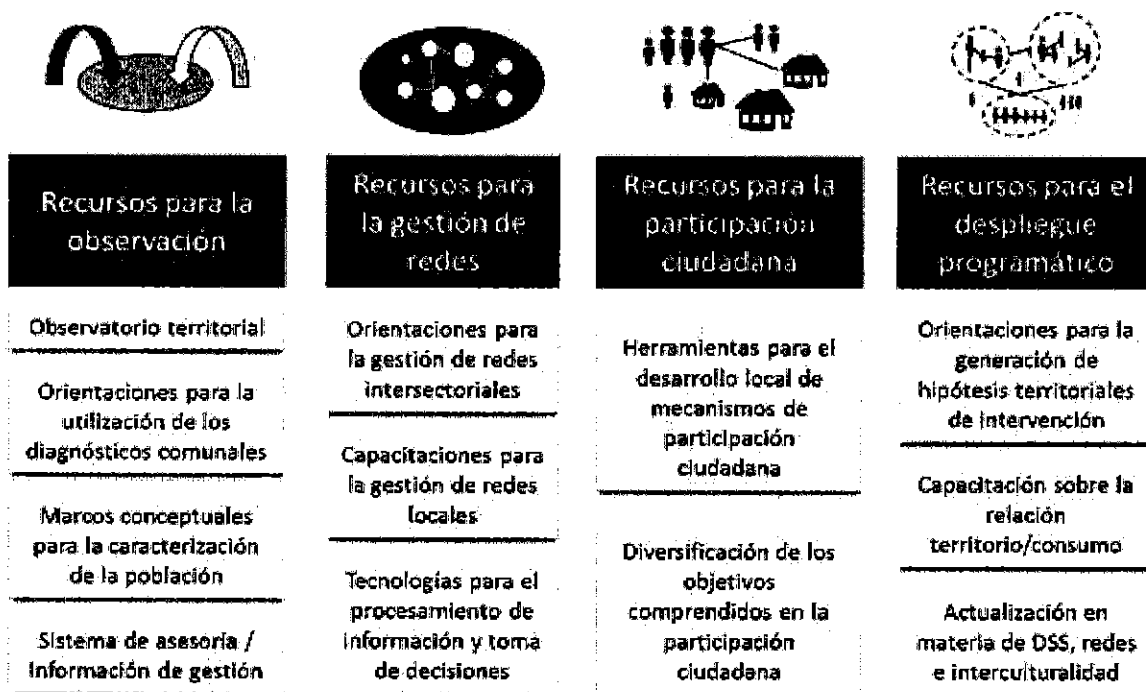 Recursos para la
observación
Observatorio territorial
Orientaciones para la
utilización de los
diagnósticos comunales
Marcos conceptuales
para la caracterización
de la población
Sistema de asesoría /
Información de gestión
Recursos para
la gestión de
redes
Orientaciones para
la gestión de redes
intersectoriales
Capacitaciones para
la gestión de redes
locales
Tecnologías para el
procesamiento de
información y toma
de decisiones
Recursos para la
participación
ciudadana
Herramientas para el
desarrollo local de
mecanismos de
participación
ciudadana
Diversificación de los
objetivos
comprendidos en la
participación
ciudadana
Recursos para el
despliegue
programático
Orientaciones para la
generación de
hipótesis territoriales
de intervención
Capacitación sobre la
relación
territorio/consumo
Actualización en
materia de DSS, redes
e interculturalidad